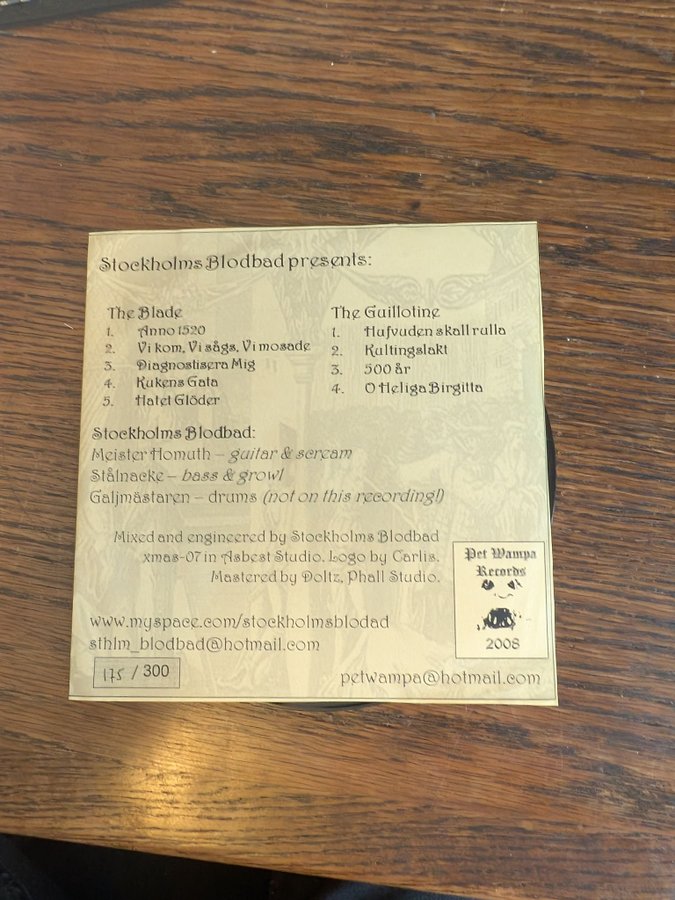 Stockholms Blodbad presents:
The Blade
1. Anno 1520
2. Vi kom, Vi sågs, Vi mosade
3. Diagnostisera Mig
4. Kukens Gata
5. Hatet Glöder
The Guillotine
1. Hufvuden skall rulla
2. Kultingslakt
3. 500 år
4. O Heliga Birgitta
Stockholms Blodbad:
Meister Homuth – guitar & scream
Stålnacke – bass & growl
Galjmästaren – drums (not on this recording!)
Mixed and engineered by Stockholms Blodbad
xmas-07 in Asbest Studio. Logo by Carlis.
Mastered by Doltz, Phall Studio.
Pet Wampa
Records
2008
www.myspace.com/stockholmsblodad
sthlm_blodbad@hotmail.com
175 / 300
petwampa@hotmail.com